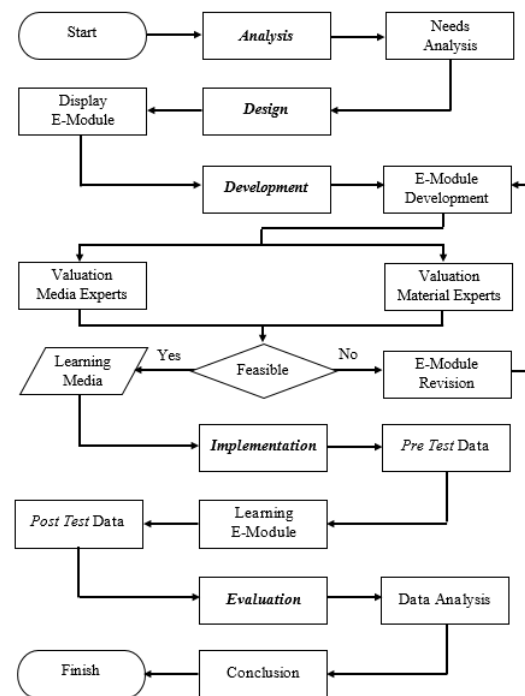 Start
Analysis
Needs
Analysis
Display
E-Module
Design
Development
E-Module
Development
Valuation
Media Experts
Valuation
Material Experts
Learning
Media
Yes
Feasible
No
E-Module
Revision
Implementation
Pre Test Data
Post Test Data
Learning
E-Module
Evaluation
Data Analysis
Finish
Conclusion